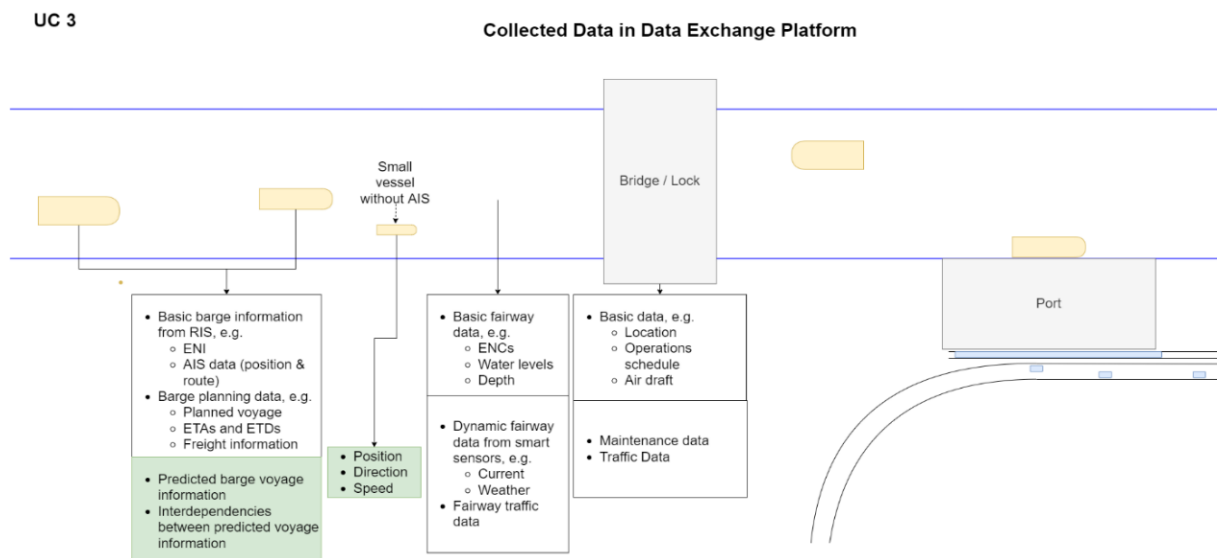 UC 3
Collected Data in Data Exchange Platform
Small
vessel
without AIS
Bridge / Lock
Port
• Basic barge information
from RIS, e.g.
○ ENI
○ AIS data (position &
route)
• Barge planning data, e.g.
○ Planned voyage
○ ETAs and ETDs
○ Freight information
• Predicted barge voyage
information
• Interdependencies
between predicted voyage
information
• Position
• Direction
• Speed
• Basic fairway
data, e.g.
○ ENCs
○ Water levels
○ Depth
• Dynamic fairway
data from smart
sensors, e.g.
○ Current
○ Weather
• Fairway traffic
data
• Basic data, e.g.
○ Location
○ Operations
schedule
○ Air draft
• Maintenance data
• Traffic Data